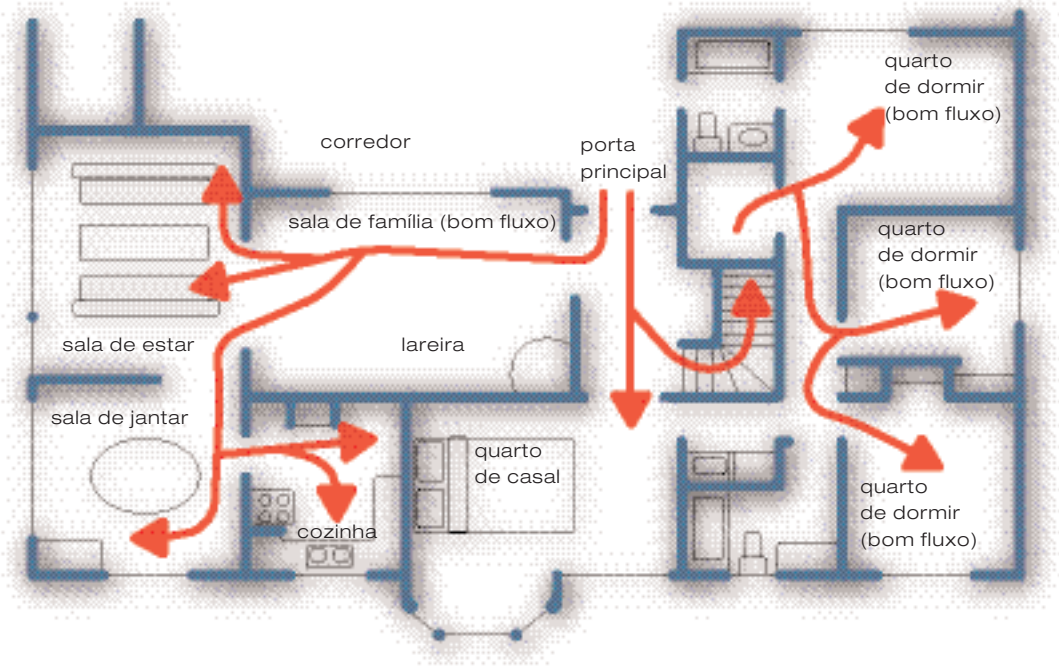 quarto
de dormir
(bom fluxo)
corredor
porta
principal
sala de família (bom fluxo)
quarto
de dormir
(bom fluxo)
sala de estar
lareira
sala de jantar
quarto
de casal
cozinha
quarto
de dormir
(bom fluxo)